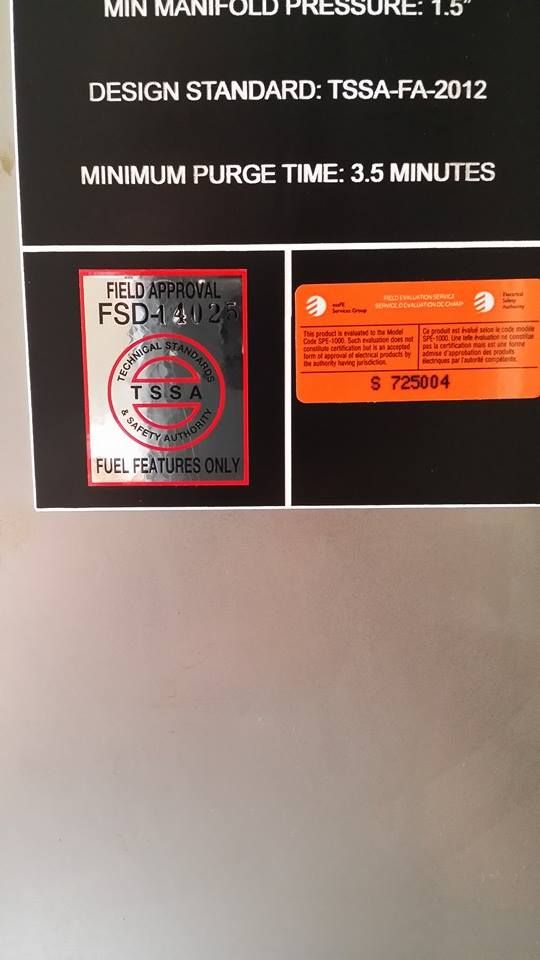 MIN MANIFOLD PRESSURE: 1.5"
DESIGN STANDARD: TSSA-FA-2012
MINIMUM PURGE TIME: 3.5 MINUTES
FIELD APPROVAL
FSD-14025
TECHNICAL STANDARDS
TSSA
& SAFETY AUTHORITY
FUEL FEATURES ONLY
Services Group
FIELD EVALUATION SERVICE
SERVICE D'EVALUATION DE CHAMP
Electrical
Safety
Authority
This product is evaluated to the Model
Code SPE-1000. Such evaluation does not
constitute certification but is an accepted
form of approval of electrical products by
the authority having jurisdiction.
Ce produit est évalué selon le code modèle
SPE-1000. Une telle évaluation ne constitue
pas la certification mais est une forme
admise d'approbation des produits
électriques par l'autorité compétente.
S 725004